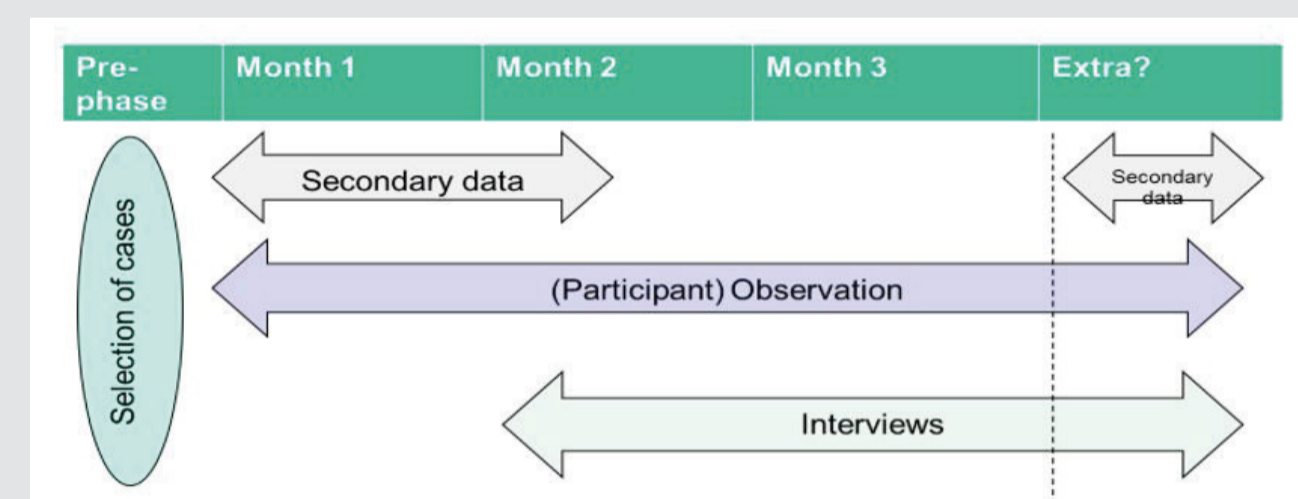 Pre-
phase
Month 1
Month 2
Month 3
Extra?
Selection of cases
Secondary data
Secondary
data
(Participant) Observation
Interviews